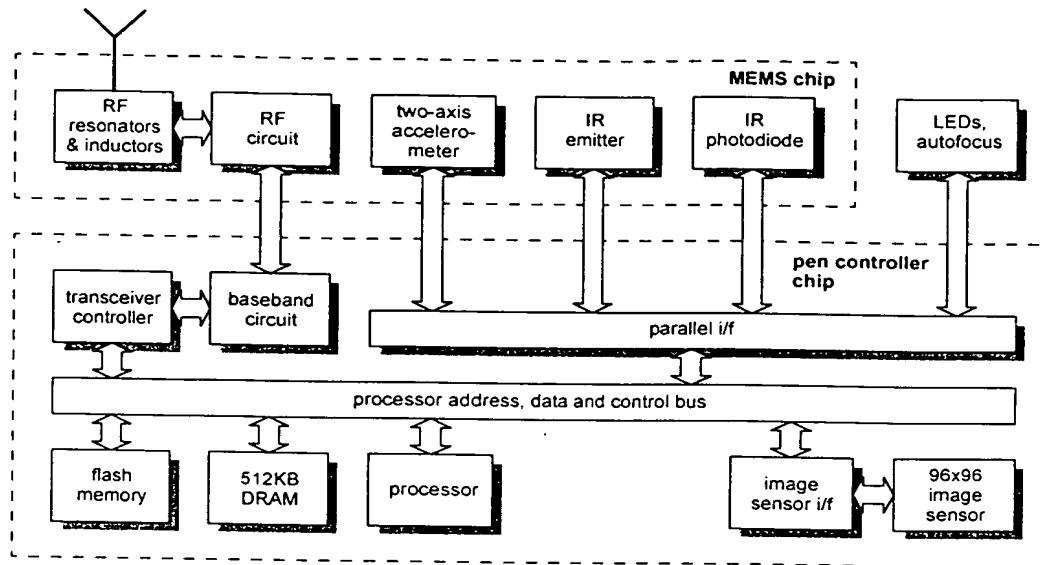 MEMS chip
RF
resonators
& inductors
RF
circuit
two-axis
accelero-
meter
IR
emitter
IR
photodiode
LEDs,
autofocus
pen controller
chip
transceiver
controller
baseband
circuit
parallel i/f
processor address, data and control bus
flash
memory
512KB
DRAM
processor
image
sensor i/f
96x96
image
sensor